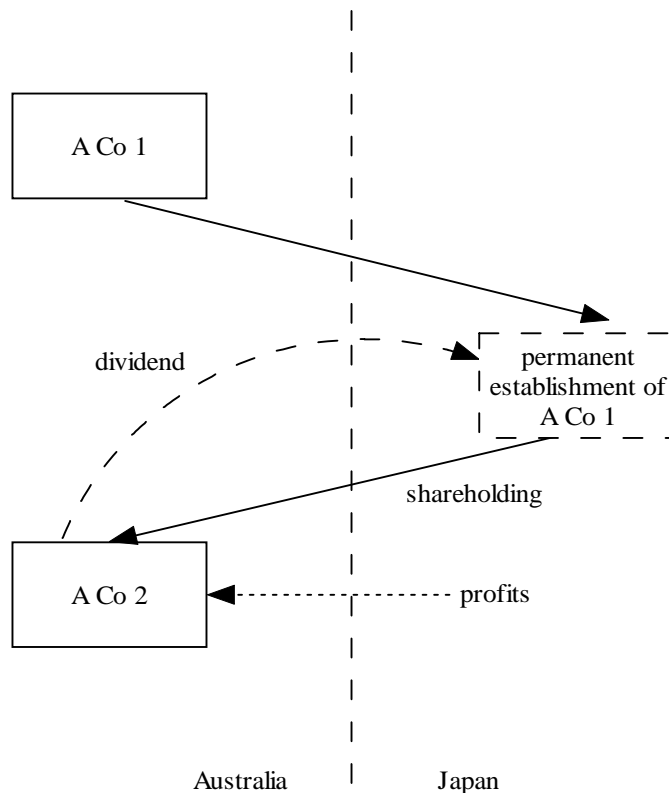 A Co 1
dividend
permanent
establishment of
A Co 1
shareholding
A Co 2
profits
Australia
Japan